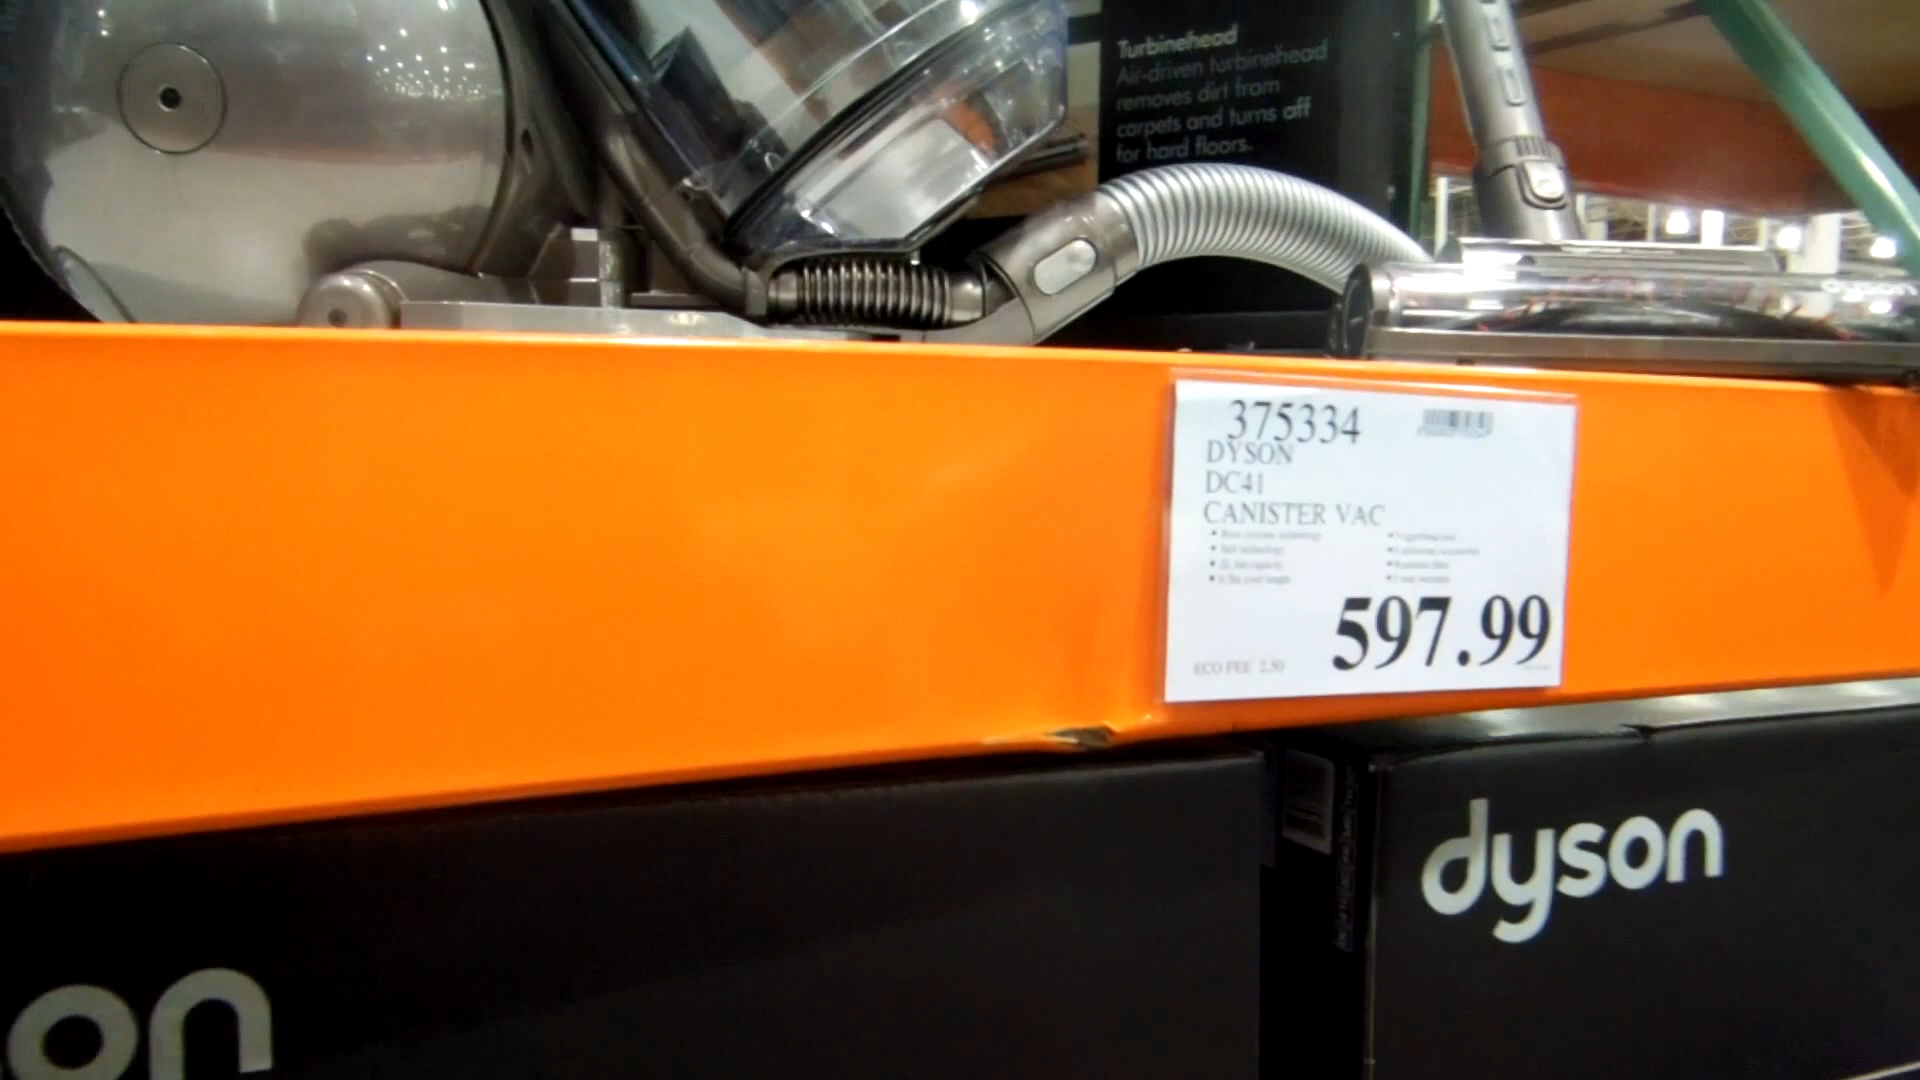 Turbinehead
Air-driven turbinehead
removes dirt from
carpets and turns off
for hard floors.
dyson
375334
DYSON
DC41
CANISTER VAC
597.99
ECO FEE 2.50
dyson
on